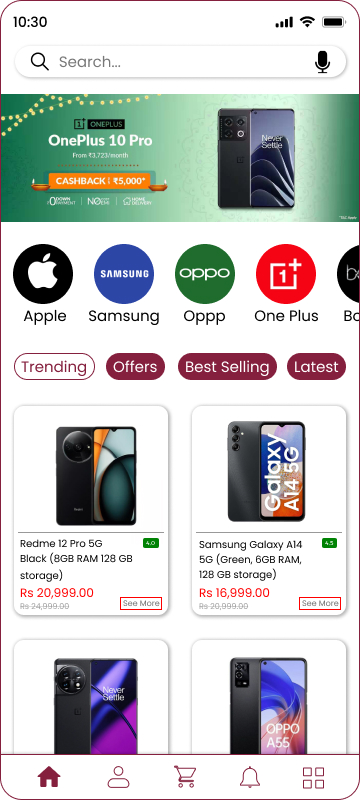 10:30
Search...
1+ ONEPLUS
OnePlus 10 Pro
From ₹3,723/month
CASHBACK | ₹5,000*
₹0 DOWN PAYMENT
NO EMI
HOME DELIVERY
Never Settle
SAMSUNG
oppo
1+
bo
Apple
Samsung
Oppp
One Plus
Bo
Trending
Offers
Best Selling
Latest
Redme 12 Pro 5G
Black (8GB RAM 128 GB
storage)
4.0
Rs 20,999.00
Rs 24,999.00
See More
Galaxy
A14 5G
Samsung Galaxy A14
5G (Green, 6GB RAM,
128 GB storage)
4.5
Rs 16,999.00
Rs 20,999.00
See More
Never
Settle
OPPO
A55